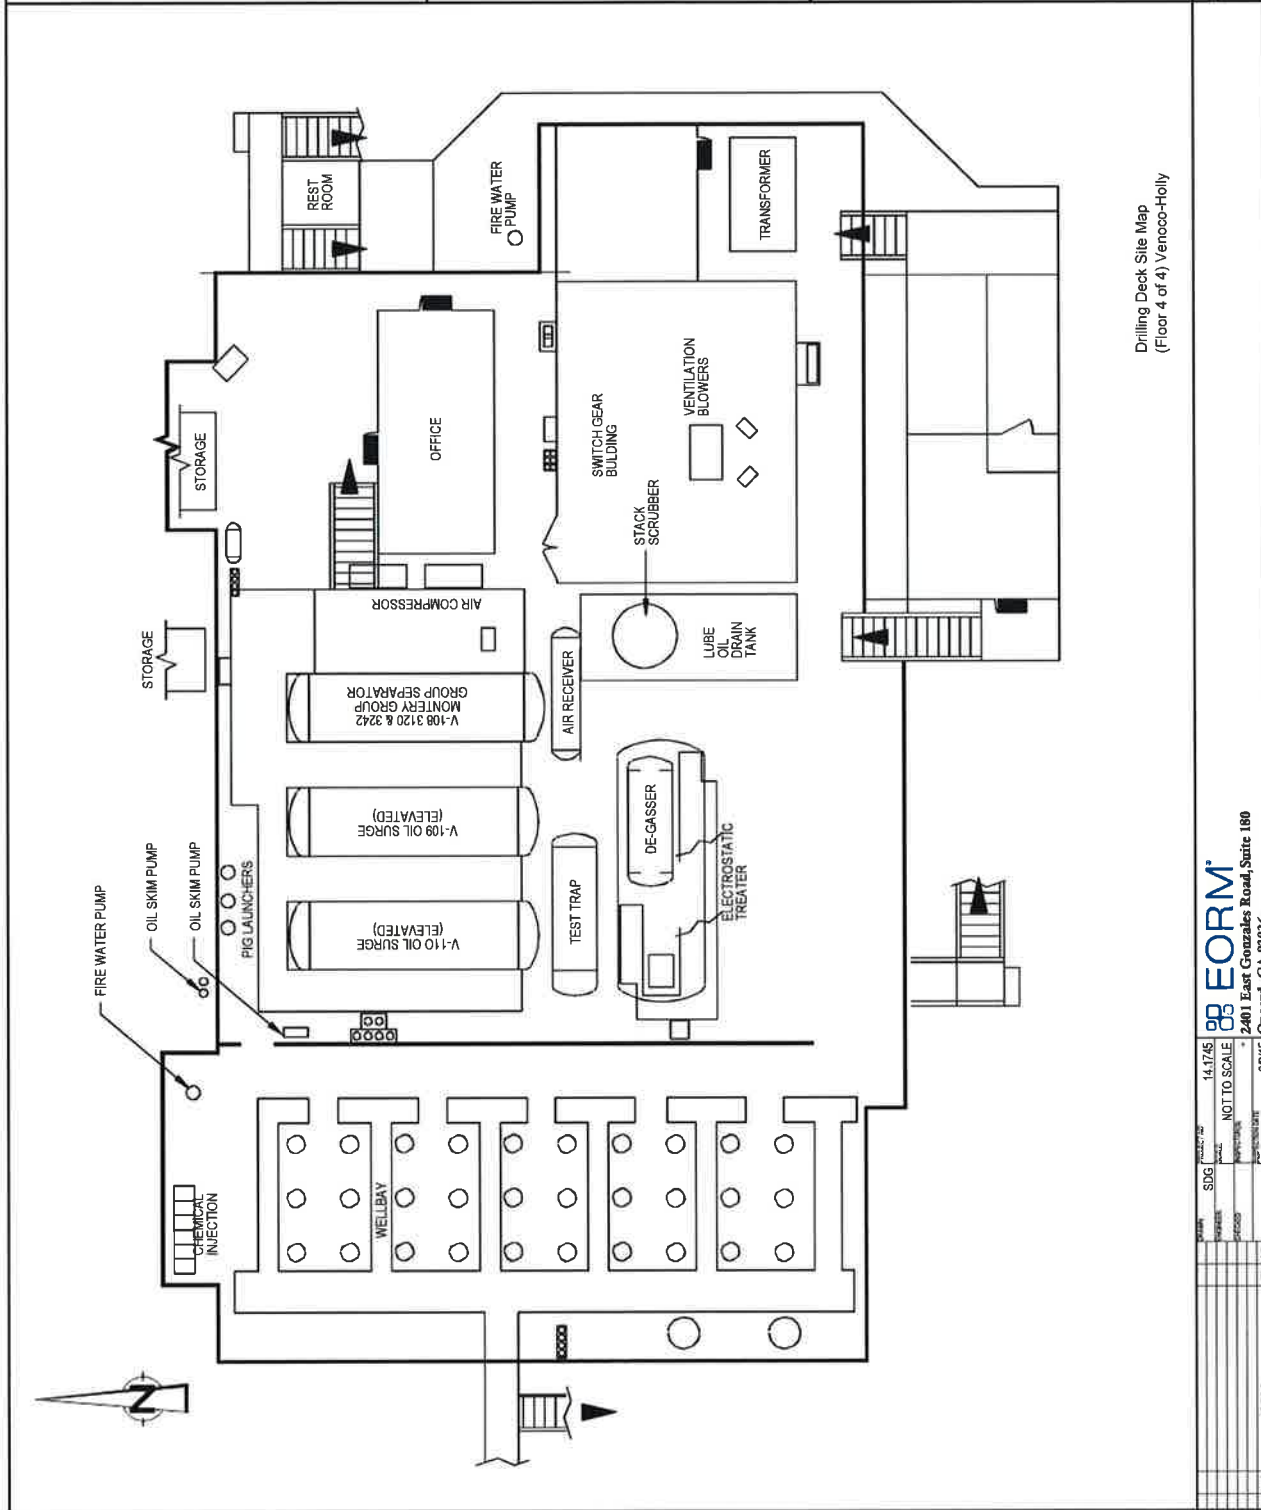 REST
ROOM
FIRE WATER
PUMP
TRANSFORMER
STORAGE
OFFICE
SWITCH GEAR
BULDING
VENTILATION
BLOWERS
STACK
SCRUBBER
STORAGE
AIR COMPRESSOR
LUBE
OIL
DRAIN
TANK
AIR RECEIVER
V-108 3120 & 3242
MONTERY GROUP
GROUP SEPARATOR
V-109 OIL SURGE
(ELEVATED)
V-110 OIL SURGE
(ELEVATED)
DE-GASSER
ELECTROSTATIC
TREATER
TEST TRAP
PIG LAUNCHERS
OIL SKIM PUMP
OIL SKIM PUMP
FIRE WATER PUMP
CHEMICAL
INJECTION
WELLBAY
N
Drilling Deck Site Map
(Floor 4 of 4) Venoco-Holly
EORM
2401 East Gonzales Road, Suite 180
SDG
14.1745
NOT TO SCALE